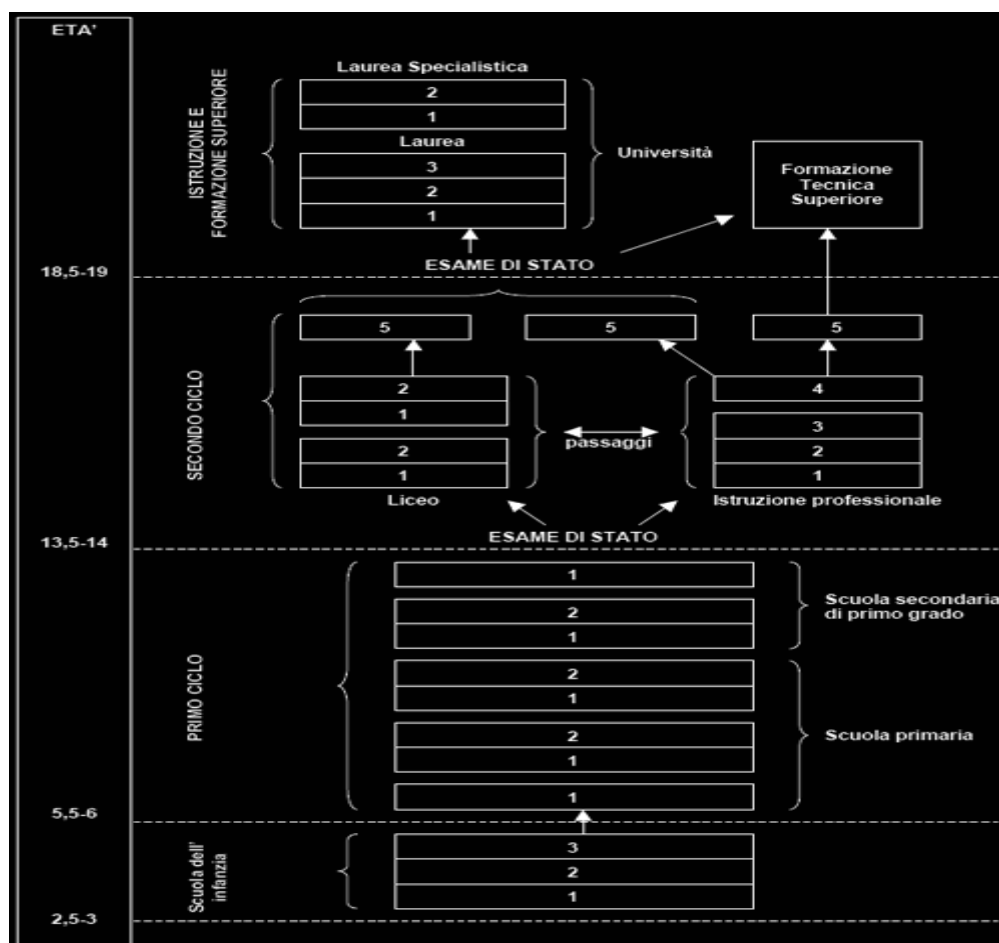 ETA'
Laurea Specialistica
2
1
Laurea
3
2
1
Università
ISTRUZIONE E
FORMAZIONE SUPERIORE
Formazione
Tecnica
Superiore
ESAME DI STATO
18,5-19
5
5
5
SECONDO CICLO
2
1
2
1
Liceo
passaggi
4
3
2
1
Istruzione professionale
ESAME DI STATO
13,5-14
PRIMO CICLO
1
2
1
Scuola secondaria
di primo grado
2
1
2
1
1
Scuola primaria
5,5-6
Scuola dell'
infanzia
3
2
1
2,5-3